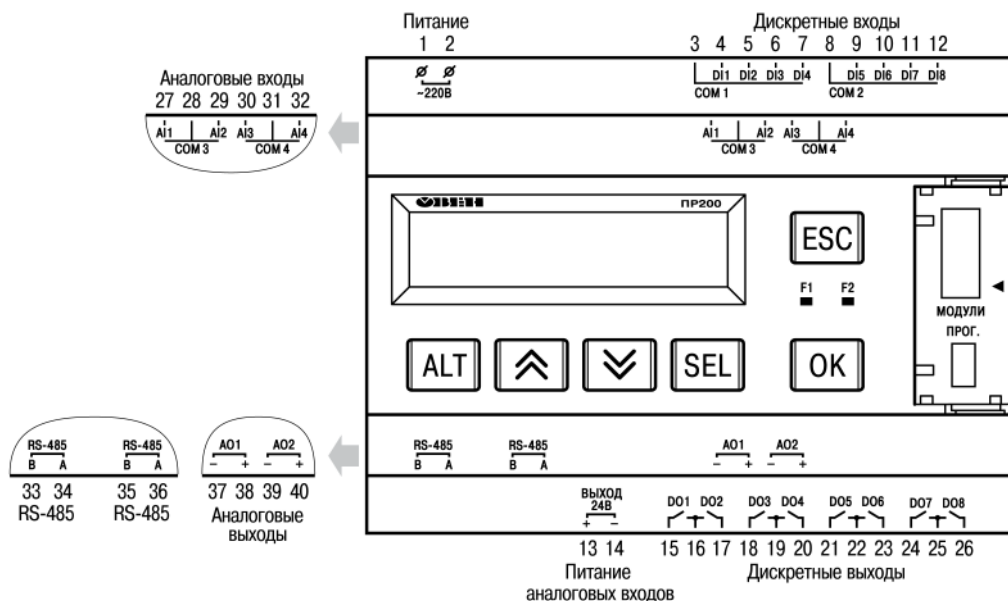 Питание
1 2
Дискретные входы
3 4 5 6 7 8 9 10 11 12
~220В
DI1 DI2 DI3 DI4 DI5 DI6 DI7 DI8
COM 1 COM 2
Аналоговые входы
27 28 29 30 31 32
AI1 AI2 AI3 AI4
COM 3 COM 4
AI1 AI2 AI3 AI4
COM 3 COM 4
ОВЕН ПР200
ESC
F1 F2
МОДУЛИ
ПРОГ.
ALT SEL OK
RS-485 RS-485 AO1 AO2
B A B A − + − +
33 34 35 36 37 38 39 40
RS-485 RS-485 Аналоговые
выходы
RS-485 RS-485 AO1 AO2
B A B A − + − +
ВЫХОД
24В
+ −
DO1 DO2 DO3 DO4 DO5 DO6 DO7 DO8
13 14 15 16 17 18 19 20 21 22 23 24 25 26
Питание
аналоговых входов
Дискретные выходы